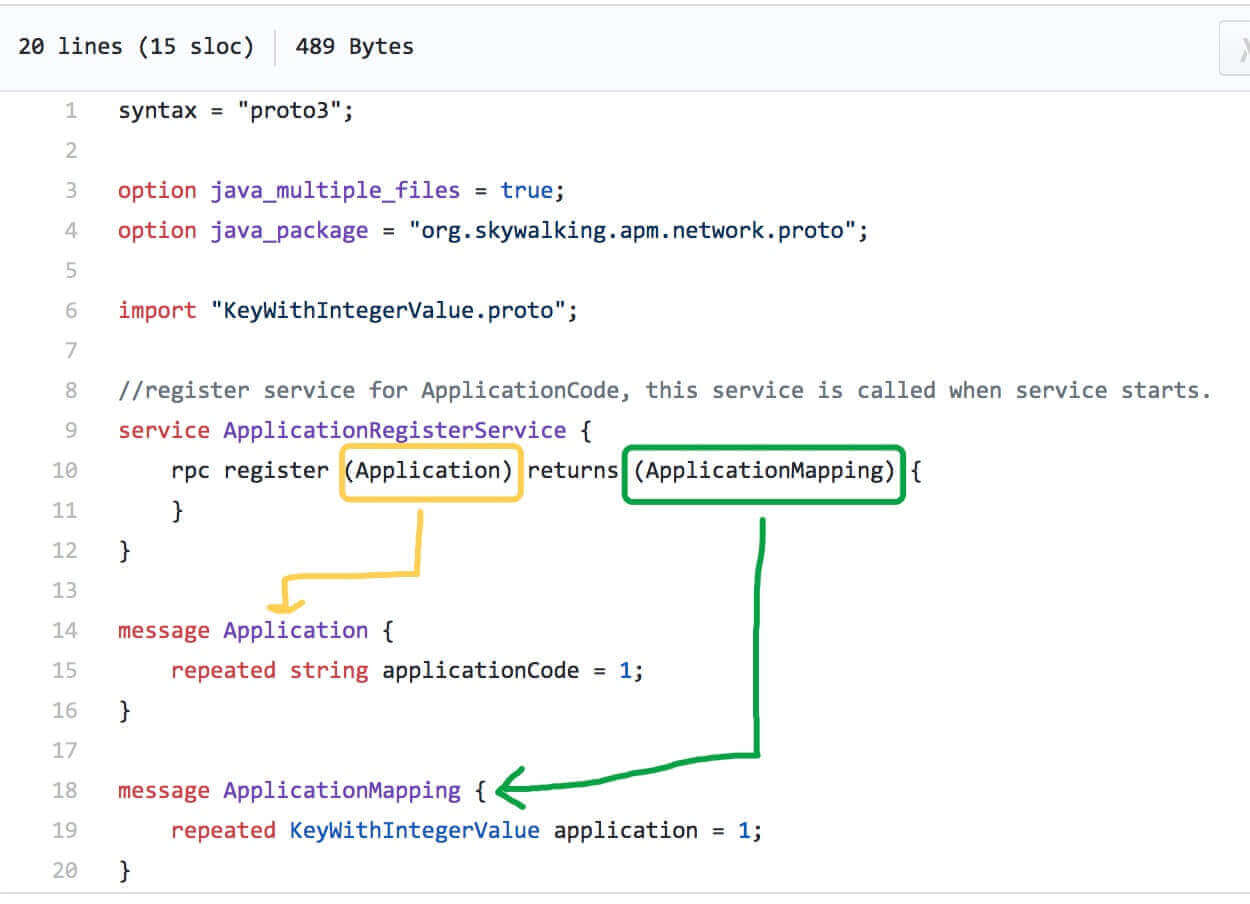 20 lines (15 sloc) 489 Bytes
1 syntax = "proto3";
2
3 option java_multiple_files = true;
4 option java_package = "org.skywalking.apm.network.proto";
5
6 import "KeyWithIntegerValue.proto";
7
8 //register service for ApplicationCode, this service is called when service starts.
9 service ApplicationRegisterService {
10     rpc register (Application) returns (ApplicationMapping) {
11     }
12 }
13
14 message Application {
15     repeated string applicationCode = 1;
16 }
17
18 message ApplicationMapping {
19     repeated KeyWithIntegerValue application = 1;
20 }